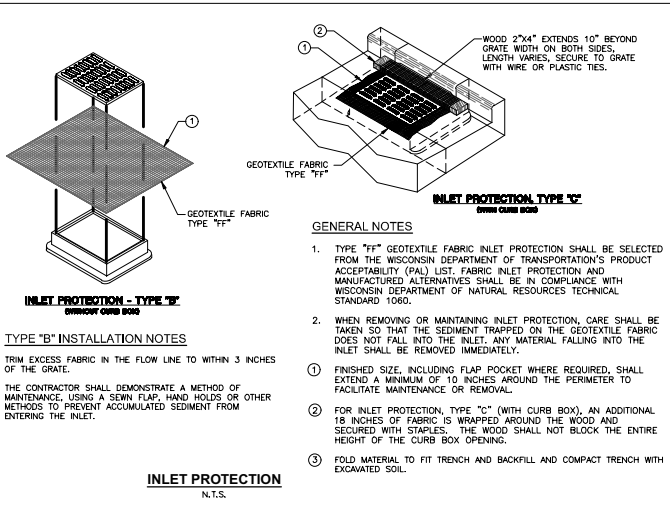 ①
GEOTEXTILE FABRIC
TYPE "FF"
INLET PROTECTION - TYPE "B"
(WITHOUT CURB BOX)
TYPE "B" INSTALLATION NOTES
TRIM EXCESS FABRIC IN THE FLOW LINE TO WITHIN 3 INCHES
OF THE GRATE.
THE CONTRACTOR SHALL DEMONSTRATE A METHOD OF
MAINTENANCE, USING A SEWN FLAP, HAND HOLDS OR OTHER
METHODS TO PREVENT ACCUMULATED SEDIMENT FROM
ENTERING THE INLET.
INLET PROTECTION
N.T.S.
②
①
WOOD 2"X4" EXTENDS 10" BEYOND
GRATE WIDTH ON BOTH SIDES,
LENGTH VARIES, SECURE TO GRATE
WITH WIRE OR PLASTIC TIES.
GEOTEXTILE FABRIC
TYPE "FF"
INLET PROTECTION, TYPE "C"
(WITH CURB BOX)
GENERAL NOTES
1. TYPE "FF" GEOTEXTILE FABRIC INLET PROTECTION SHALL BE SELECTED
FROM THE WISCONSIN DEPARTMENT OF TRANSPORTATION'S PRODUCT
ACCEPTABILITY (PAL) LIST. FABRIC INLET PROTECTION AND
MANUFACTURED ALTERNATIVES SHALL BE IN COMPLIANCE WITH
WISCONSIN DEPARTMENT OF NATURAL RESOURCES TECHNICAL
STANDARD 1060.
2. WHEN REMOVING OR MAINTAINING INLET PROTECTION, CARE SHALL BE
TAKEN SO THAT THE SEDIMENT TRAPPED ON THE GEOTEXTILE FABRIC
DOES NOT FALL INTO THE INLET. ANY MATERIAL FALLING INTO THE
INLET SHALL BE REMOVED IMMEDIATELY.
① FINISHED SIZE, INCLUDING FLAP POCKET WHERE REQUIRED, SHALL
EXTEND A MINIMUM OF 10 INCHES AROUND THE PERIMETER TO
FACILITATE MAINTENANCE OR REMOVAL.
② FOR INLET PROTECTION, TYPE "C" (WITH CURB BOX), AN ADDITIONAL
18 INCHES OF FABRIC IS WRAPPED AROUND THE WOOD AND
SECURED WITH STAPLES. THE WOOD SHALL NOT BLOCK THE ENTIRE
HEIGHT OF THE CURB BOX OPENING.
③ FOLD MATERIAL TO FIT TRENCH AND BACKFILL AND COMPACT TRENCH WITH
EXCAVATED SOIL.